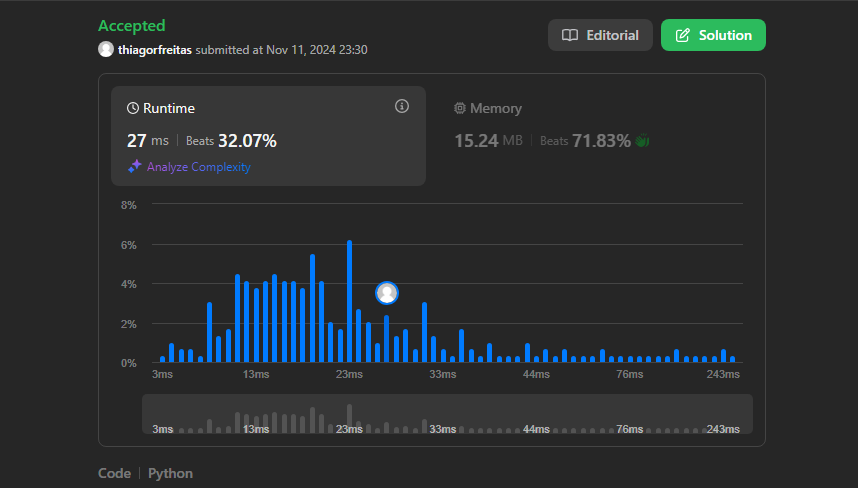 Accepted
thiagorfreitas submitted at Nov 11, 2024 23:30
Editorial
Solution
Runtime
27 ms | Beats 32.07%
Analyze Complexity
Memory
15.24 MB | Beats 71.83%
8%
6%
4%
2%
0%
3ms 13ms 23ms 33ms 44ms 76ms 243ms
3ms 13ms 23ms 33ms 44ms 76ms 243ms
Code | Python